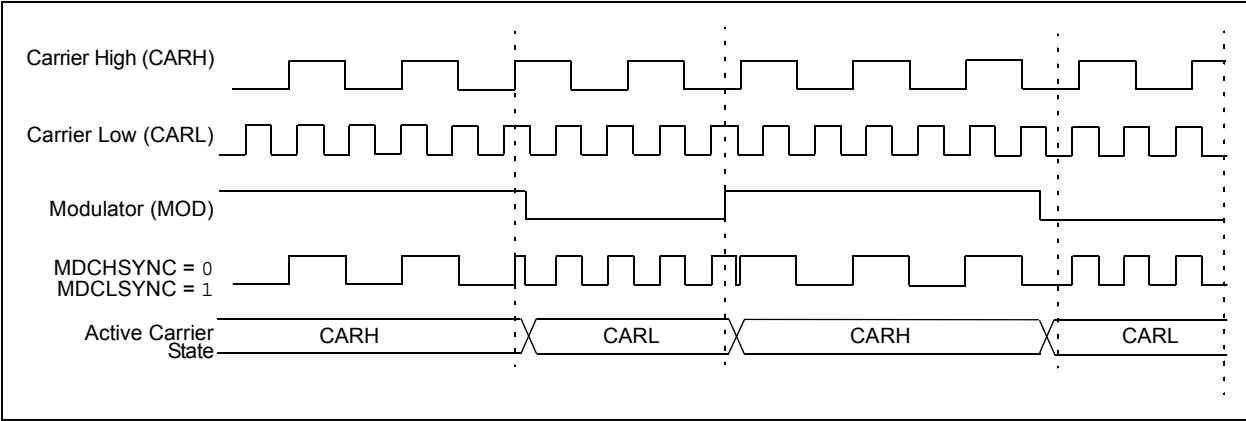 Carrier High (CARH)
Carrier Low (CARL)
Modulator (MOD)
MDCHSYNC = 0
MDCLSYNC = 1
Active Carrier
State
CARH
CARL
CARH
CARL